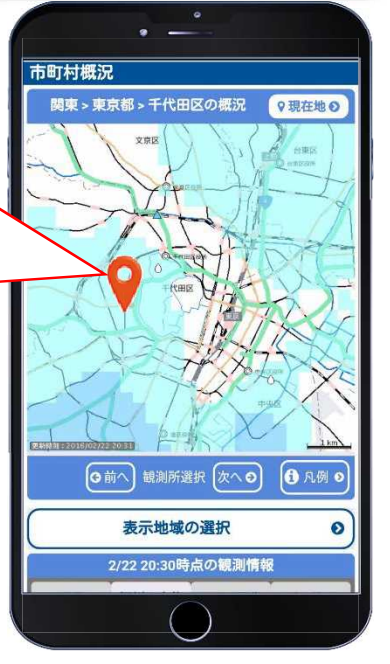 市町村概況
関東 > 東京都 > 千代田区の概況
現在地
文京区
台東区
千代田区
東京
中央区
更新時間:2016/02/22 20:31
1 km
前へ
観測所選択
次へ
凡例
表示地域の選択
2/22 20:30時点の観測情報